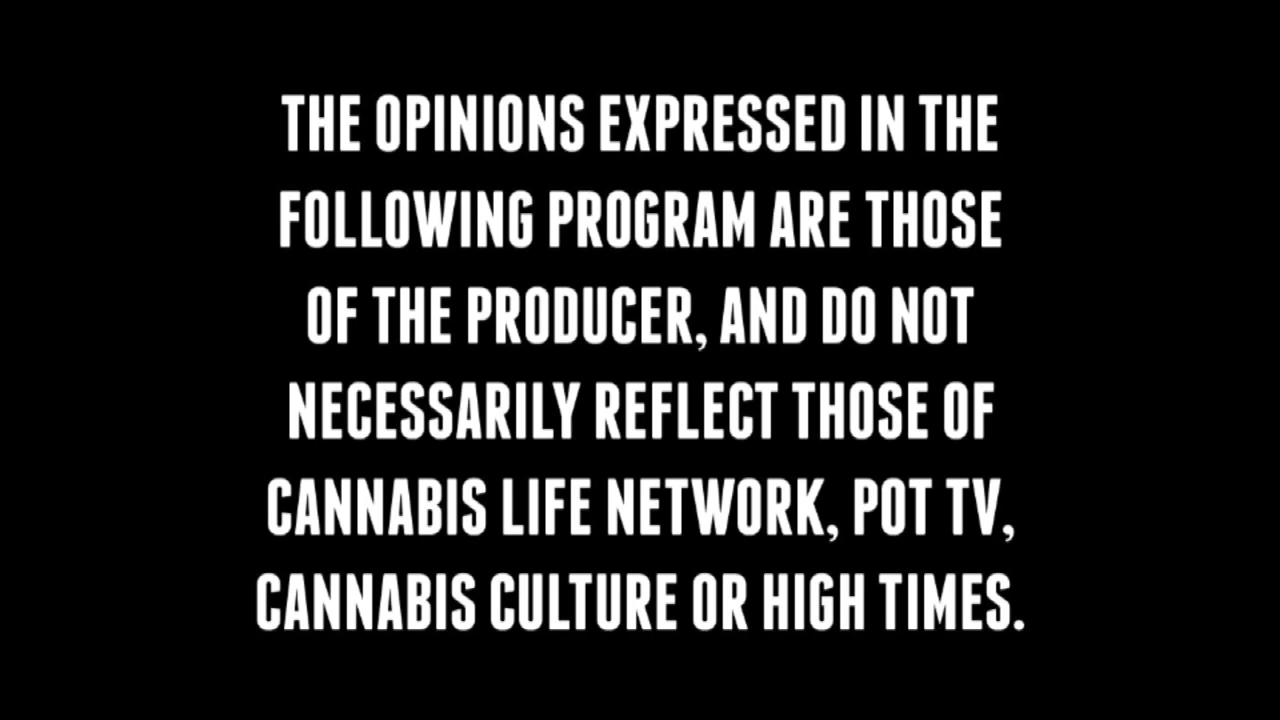 THE OPINIONS EXPRESSED IN THE
FOLLOWING PROGRAM ARE THOSE
OF THE PRODUCER, AND DO NOT
NECESSARILY REFLECT THOSE OF
CANNABIS LIFE NETWORK, POT TV,
CANNABIS CULTURE OR HIGH TIMES.